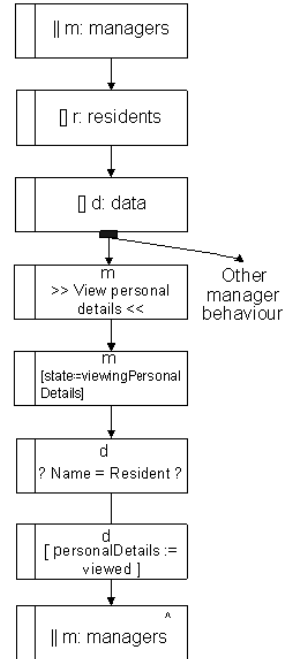 || m: managers
[] r: residents
[] d: data
m
>> View personal
details <<
Other
manager
behaviour
m
[state:=viewingPersonal
Details]
d
? Name = Resident ?
d
[ personalDetails :=
viewed ]
^
|| m: managers